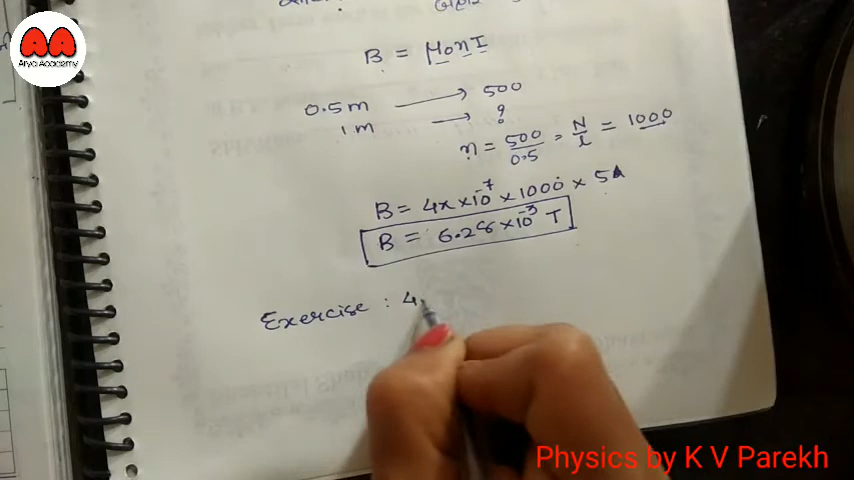 AA
Arya Academy
B = μ₀nI
0.5m → 500
1m → ?
n = 500/0.5 = N/L = 1000
B = 4π × 10⁻⁷ × 1000 × 5A
B = 6.28 × 10⁻³ T
Exercise : 4
Physics by K V Parekh